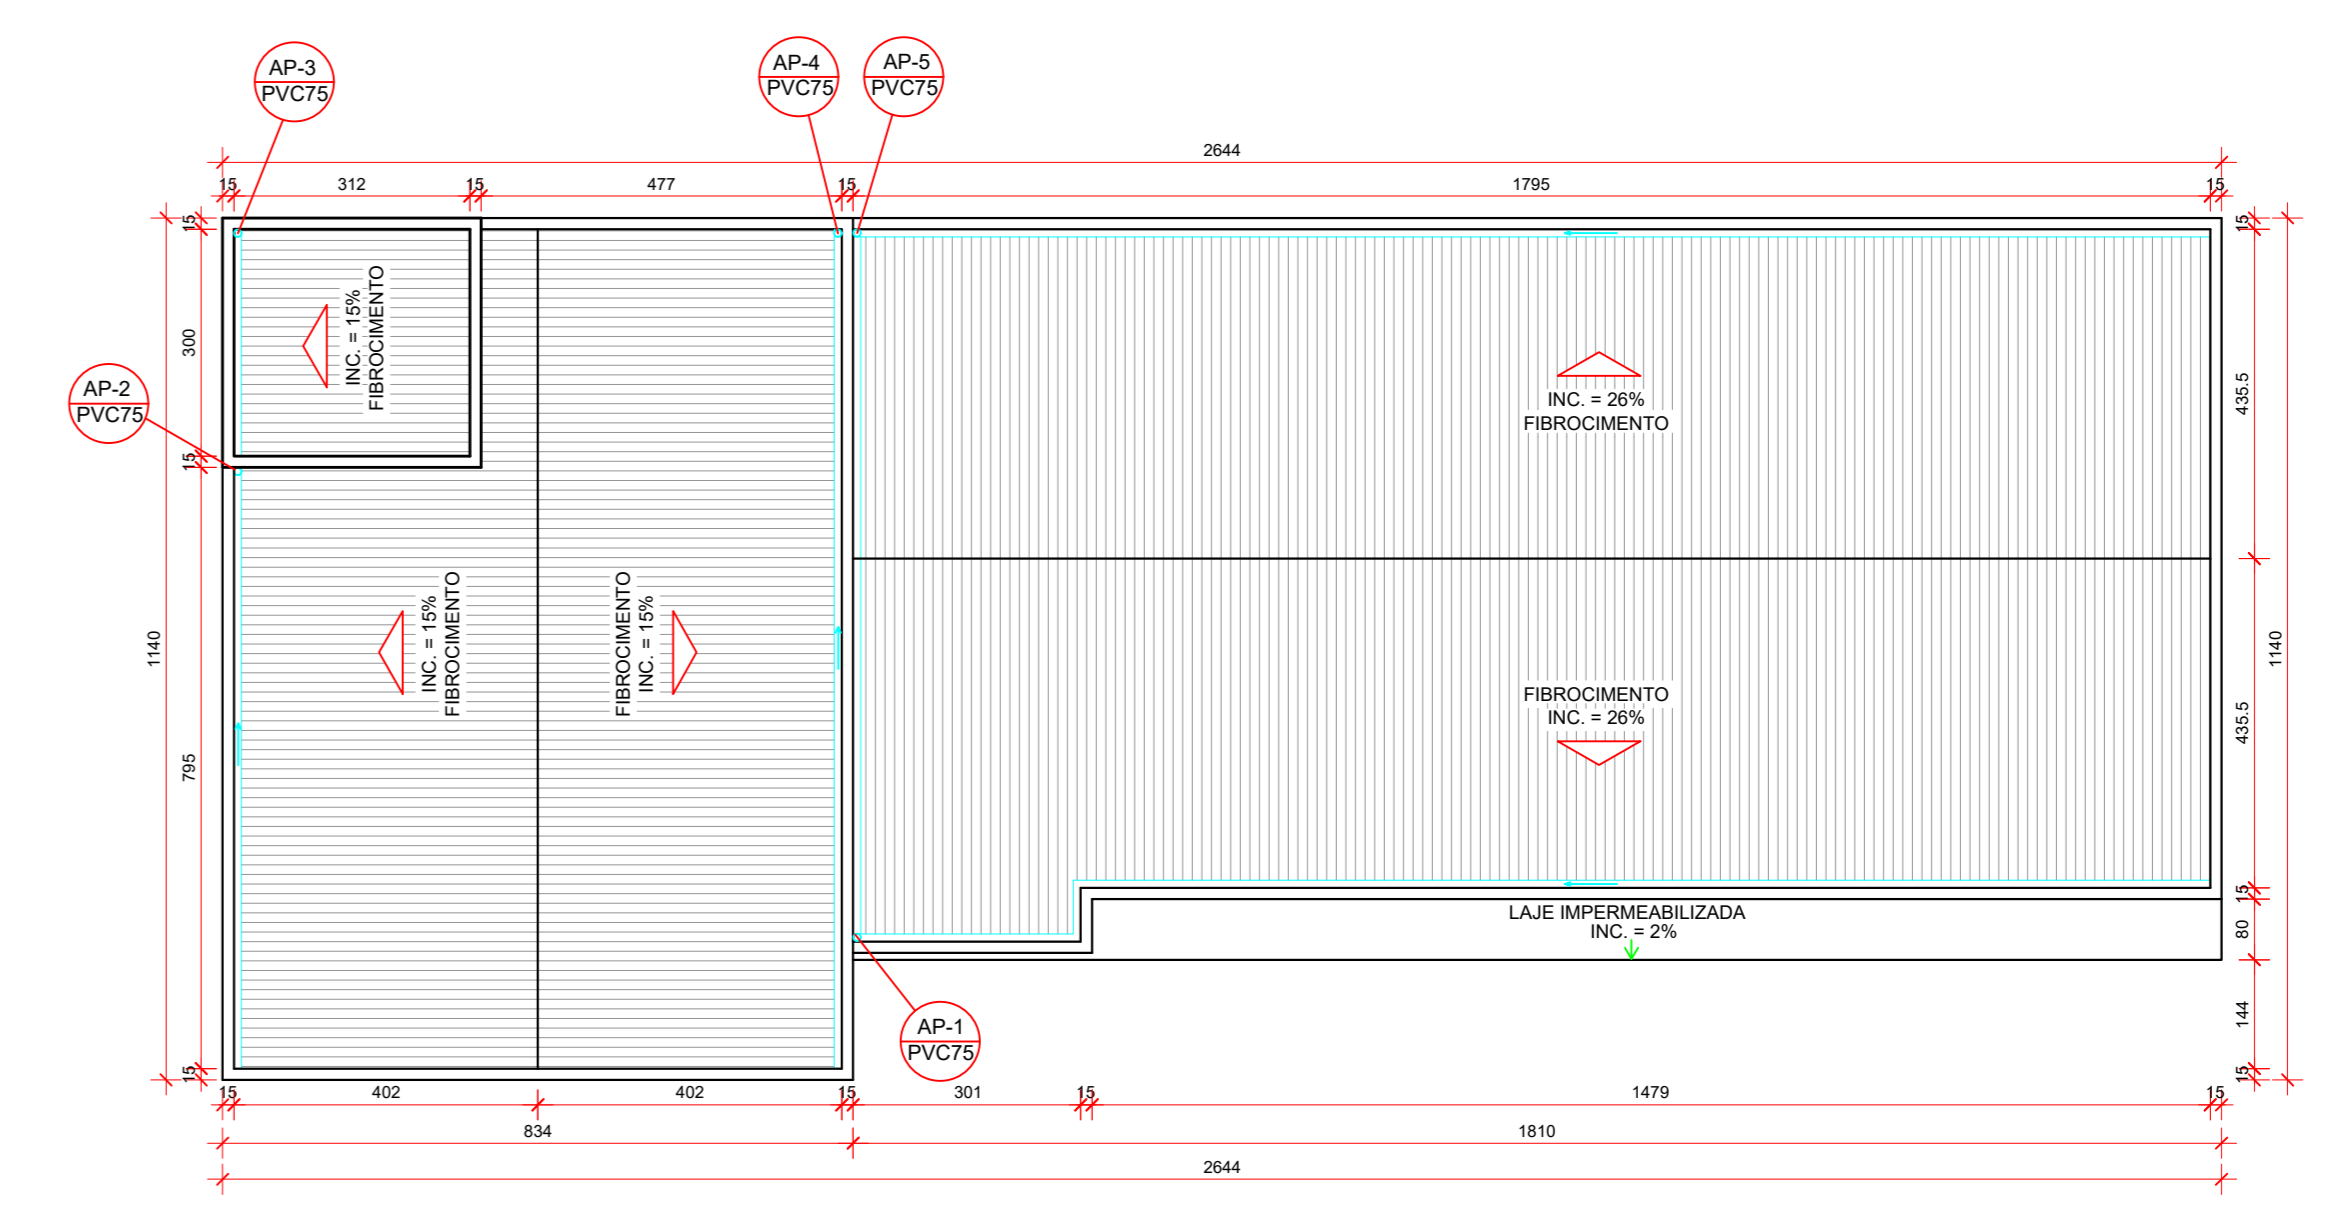 AP-3
PVC75
AP-4
PVC75
AP-5
PVC75
2644
15
312
15
477
15
1795
15
15
300
15
795
15
1140
AP-2
PVC75
INC. = 15%
FIBROCIMENTO
INC. = 15%
FIBROCIMENTO
FIBROCIMENTO
INC. = 15%
INC. = 26%
FIBROCIMENTO
FIBROCIMENTO
INC. = 26%
LAJE IMPERMEABILIZADA
INC. = 2%
15
435.5
435.5
15
80
144
15
1140
AP-1
PVC75
15
402
402
15
301
15
1479
15
834
1810
2644